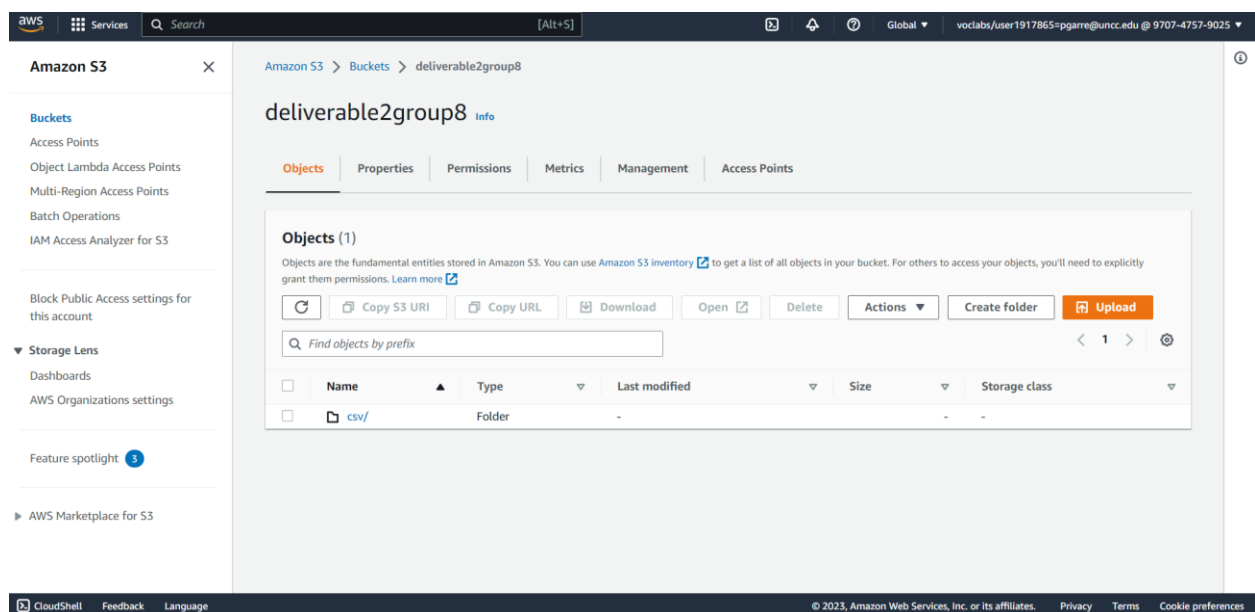 aws Services Search [Alt+S] Global voclabs/user1917865=pgarre@uncc.edu @ 9707-4757-9025
Amazon S3
Buckets
Access Points
Object Lambda Access Points
Multi-Region Access Points
Batch Operations
IAM Access Analyzer for S3
Block Public Access settings for
this account
Storage Lens
Dashboards
AWS Organizations settings
Feature spotlight 3
AWS Marketplace for S3
Amazon S3 > Buckets > deliverable2group8
deliverable2group8 Info
Objects Properties Permissions Metrics Management Access Points
Objects (1)
Objects are the fundamental entities stored in Amazon S3. You can use Amazon S3 inventory to get a list of all objects in your bucket. For others to access your objects, you'll need to explicitly
grant them permissions. Learn more
Copy S3 URI Copy URL Download Open Delete Actions Create folder Upload
Find objects by prefix < 1 >
Name Type Last modified Size Storage class
csv/ Folder - - -
CloudShell Feedback Language © 2023, Amazon Web Services, Inc. or its affiliates. Privacy Terms Cookie preferences